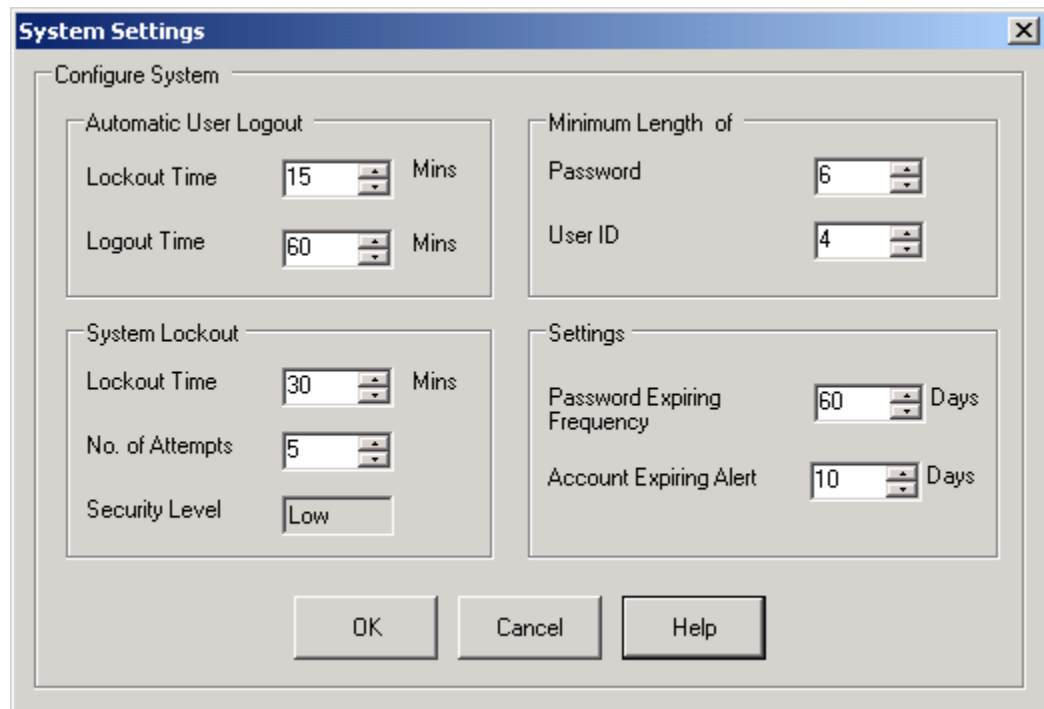 System Settings
Configure System
Automatic User Logout
Lockout Time 15 Mins
Logout Time 60 Mins
Minimum Length of
Password 6
User ID 4
System Lockout
Lockout Time 30 Mins
No. of Attempts 5
Security Level Low
Settings
Password Expiring
Frequency 60 Days
Account Expiring Alert 10 Days
OK Cancel Help